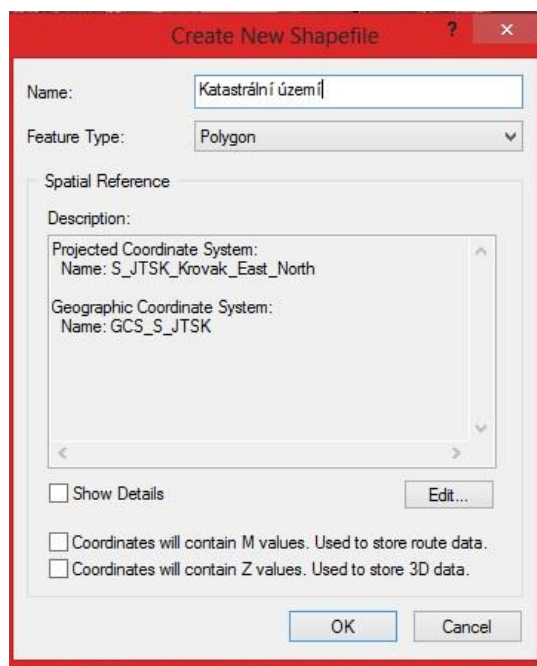 Create New Shapefile ? ×
Name: Katastrální území
Feature Type: Polygon
Spatial Reference
Description:
Projected Coordinate System:
Name: S_JTSK_Krovak_East_North
Geographic Coordinate System:
Name: GCS_S_JTSK
Show Details Edit...
Coordinates will contain M values. Used to store route data.
Coordinates will contain Z values. Used to store 3D data.
OK Cancel